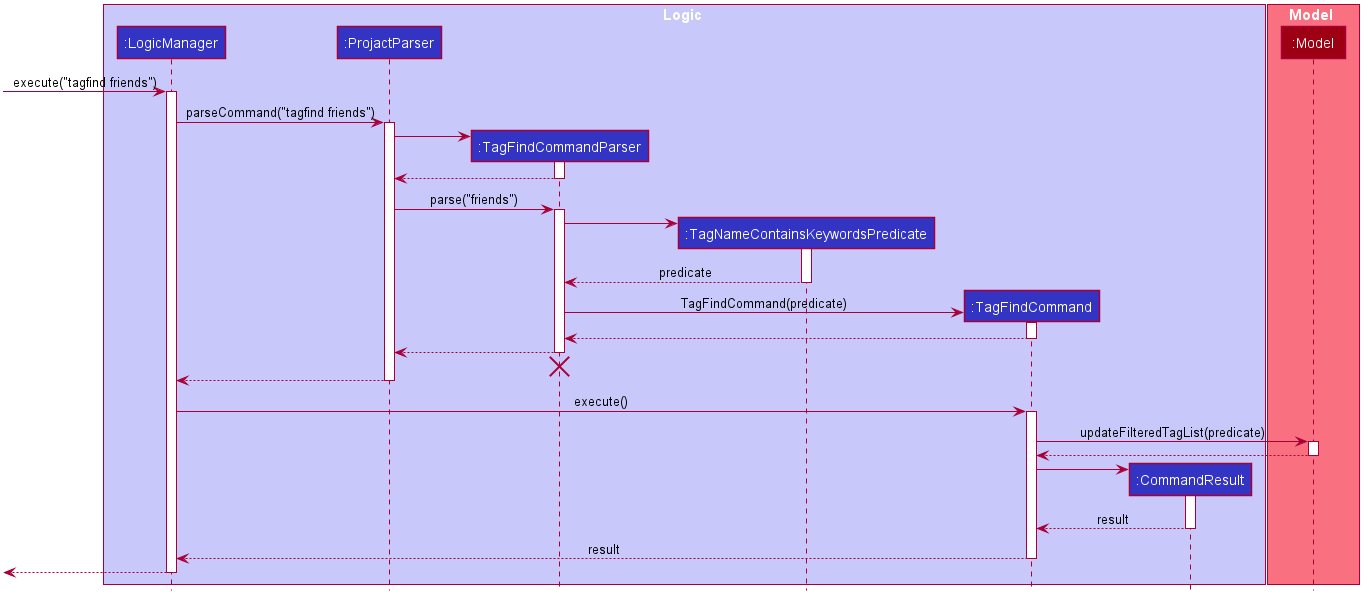 Logic
Model
:LogicManager
:ProjactParser
:Model
execute("tagfind friends")
parseCommand("tagfind friends")
:TagFindCommandParser
parse("friends")
:TagNameContainsKeywordsPredicate
predicate
TagFindCommand(predicate)
:TagFindCommand
execute()
updateFilteredTagList(predicate)
:CommandResult
result
result